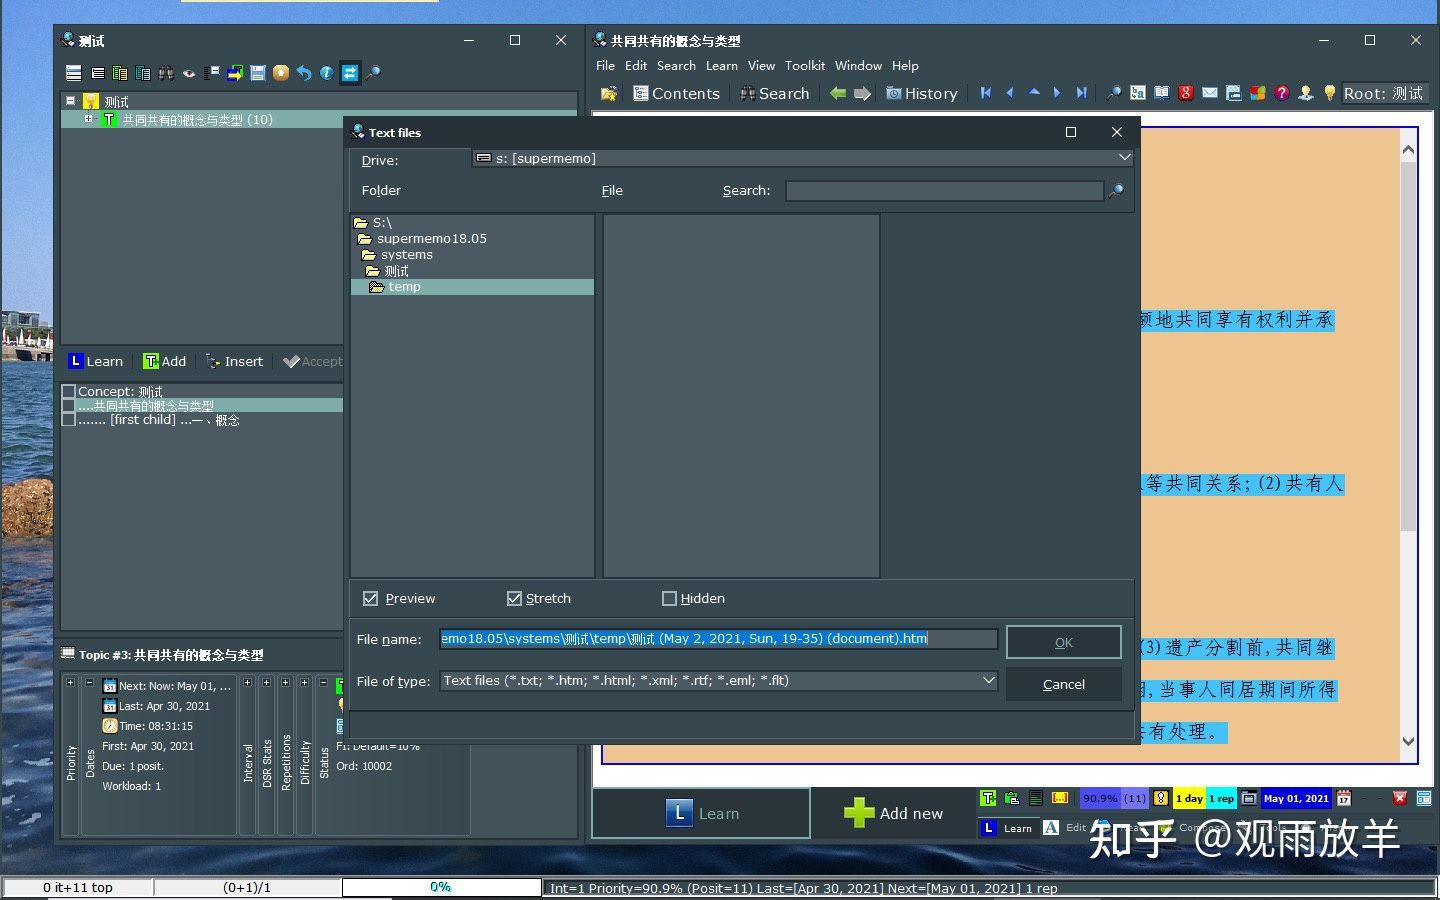 测试
测试
共同共有的概念与类型 (10)
Learn
Add
Insert
Accept
Concept: 测试
....共同共有的概念与类型
....... [first child] ...一、概念
Topic #3: 共同共有的概念与类型
Priority
Dates
Next: Now: May 01, ...
Last: Apr 30, 2021
Time: 08:31:15
First: Apr 30, 2021
Due: 1 posit.
Workload: 1
Interval
DSR Stats
Repetitions
Difficulty
Status
F1: Default=10%
Ord: 10002
共同共有的概念与类型
File Edit Search Learn View Toolkit Window Help
Contents Search History Root: 测试
Text files
Drive:
s: [supermemo]
Folder
File
Search:
S:\
supermemo18.05
systems
测试
temp
Preview
Stretch
Hidden
File name:
emo18.05\systems\测试\temp\测试 (May 2, 2021, Sun, 19-35) (document).htm
OK
File of type:
Text files (*.txt; *.htm; *.html; *.xml; *.rtf; *.eml; *.flt)
Cancel
地共同享有权利并承
等共同关系；(2)共有人
(3)遗产分割前,共同继
,当事人同居期间所得
有处理。
Learn
Add new
90.9% (11) 1 day 1 rep May 01, 2021
Learn Edit
知乎 @观雨放羊
0 it+11 top
(0+1)/1
0%
Int=1 Priority=90.9% (Posit=11) Last=[Apr 30, 2021] Next=[May 01, 2021] 1 rep